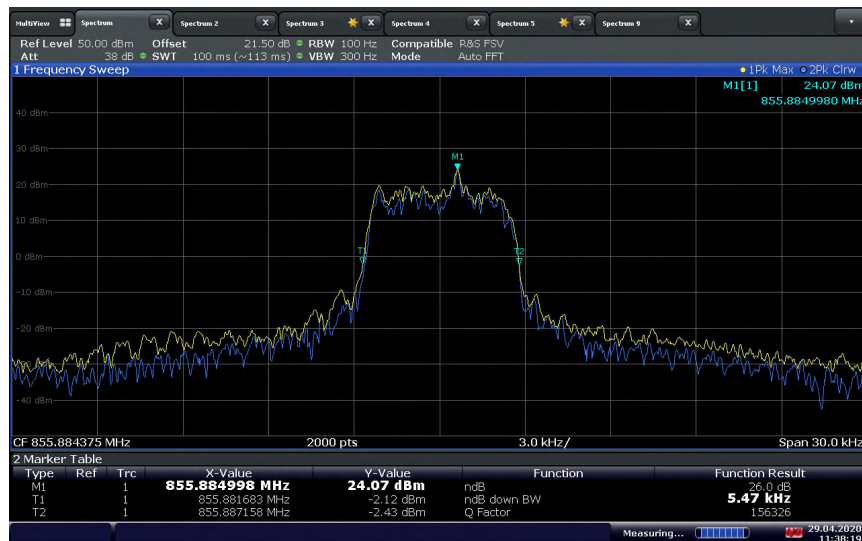 MultiView Spectrum X Spectrum 2 X Spectrum 3 X Spectrum 4 X Spectrum 5 X Spectrum 9 X
Ref Level 50.00 dBm Offset 21.50 dB RBW 100 Hz Compatible R&S FSV
Att 38 dB SWT 100 ms (~113 ms) VBW 300 Hz Mode Auto FFT
1 Frequency Sweep 1Pk Max 2Pk Clrw
M1[1] 24.07 dBm
855.8849980 MHz
40 dBm
30 dBm
M1
20 dBm
10 dBm
T1 T2
0 dBm
-10 dBm
-20 dBm
-40 dBm
CF 855.884375 MHz 2000 pts 3.0 kHz/ Span 30.0 kHz
2 Marker Table
Type Ref Trc X-Value Y-Value Function Function Result
M1 1 855.884998 MHz 24.07 dBm ndB 26.0 dB
T1 1 855.881683 MHz -2.12 dBm ndB down BW 5.47 kHz
T2 1 855.887158 MHz -2.43 dBm Q Factor 156326
Measuring... 29.04.2020
11:38:19